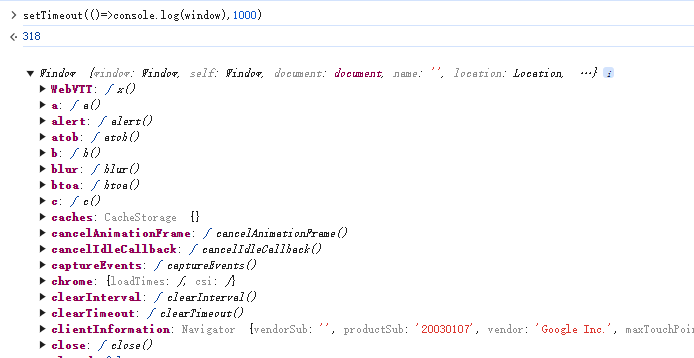 > setTimeout(()=>console.log(window),1000)
318
▼ Window {window: Window, self: Window, document: document, name: '', location: Location, …} i
▶ WebVTT: ƒ x()
▶ a: ƒ a()
▶ alert: ƒ alert()
▶ atob: ƒ atob()
▶ b: ƒ b()
▶ blur: ƒ blur()
▶ btoa: ƒ btoa()
▶ c: ƒ c()
▶ caches: CacheStorage {}
▶ cancelAnimationFrame: ƒ cancelAnimationFrame()
▶ cancelIdleCallback: ƒ cancelIdleCallback()
▶ captureEvents: ƒ captureEvents()
▶ chrome: {loadTimes: ƒ, csi: ƒ}
▶ clearInterval: ƒ clearInterval()
▶ clearTimeout: ƒ clearTimeout()
▶ clientInformation: Navigator {vendorSub: '', productSub: '20030107', vendor: 'Google Inc.', maxTouchPoi
▶ close: ƒ close()